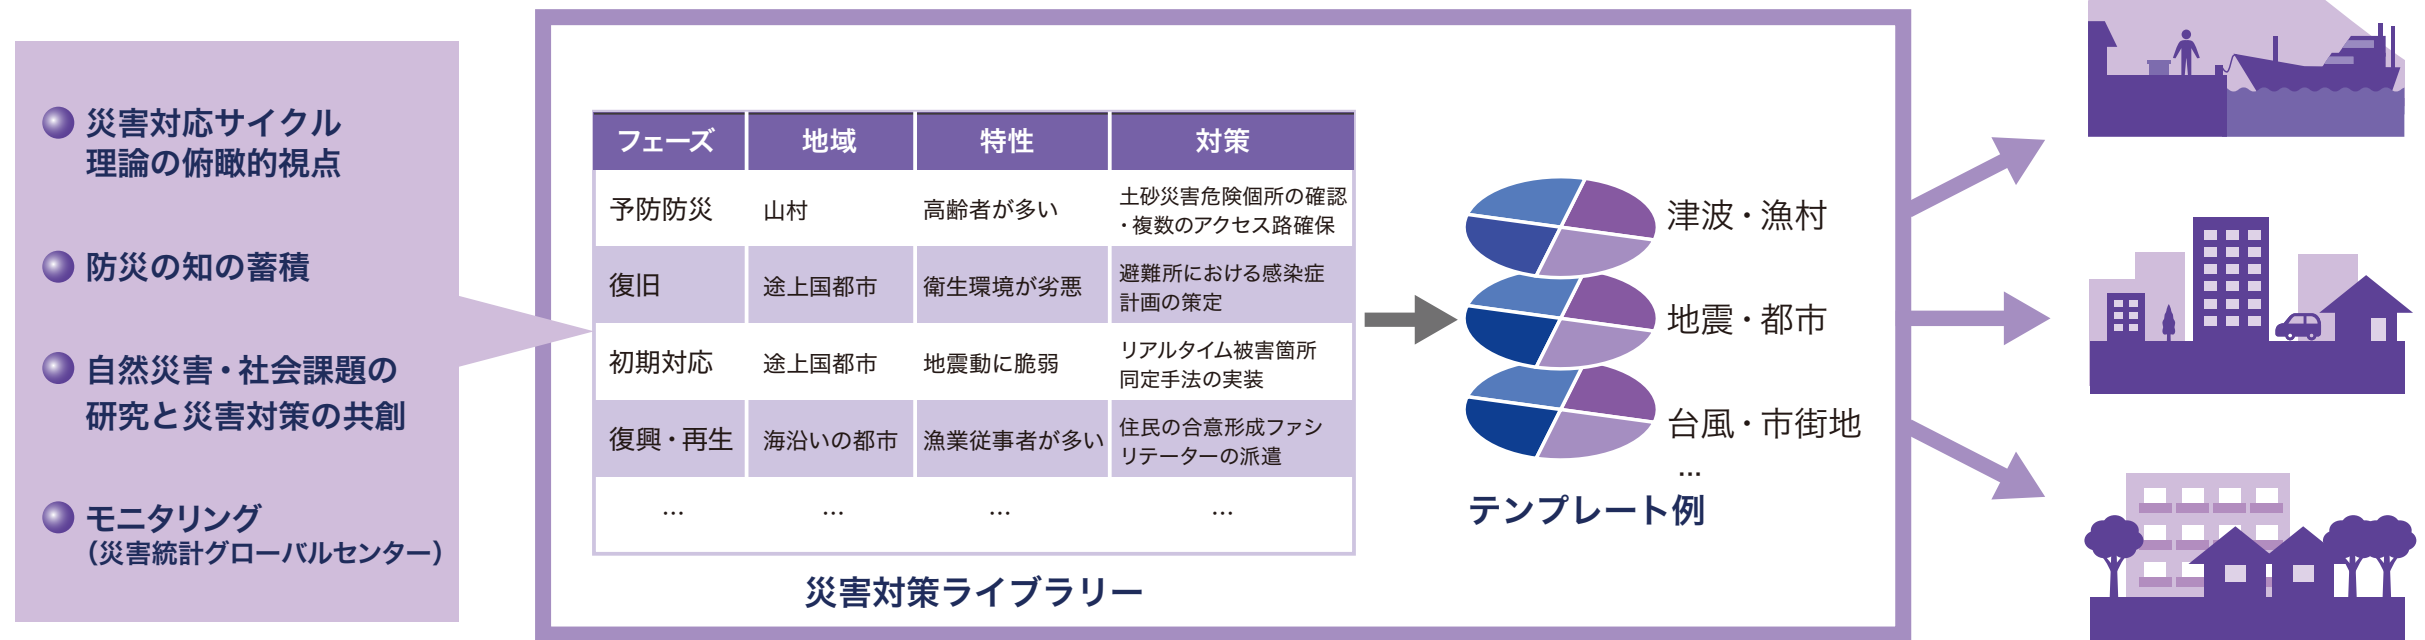 災害対応サイクル
理論の俯瞰的視点
防災の知の蓄積
自然災害・社会課題の
研究と災害対策の共創
モニタリング
（災害統計グローバルセンター）
フェーズ 地域 特性 対策
予防防災 山村 高齢者が多い 土砂災害危険個所の確認
・複数のアクセス路確保
復旧 途上国都市 衛生環境が劣悪 避難所における感染症
計画の策定
初期対応 途上国都市 地震動に脆弱 リアルタイム被害箇所
同定手法の実装
復興・再生 海沿いの都市 漁業従事者が多い 住民の合意形成ファシ
リテーターの派遣
… … … …
災害対策ライブラリー
津波・漁村
地震・都市
台風・市街地
…
テンプレート例